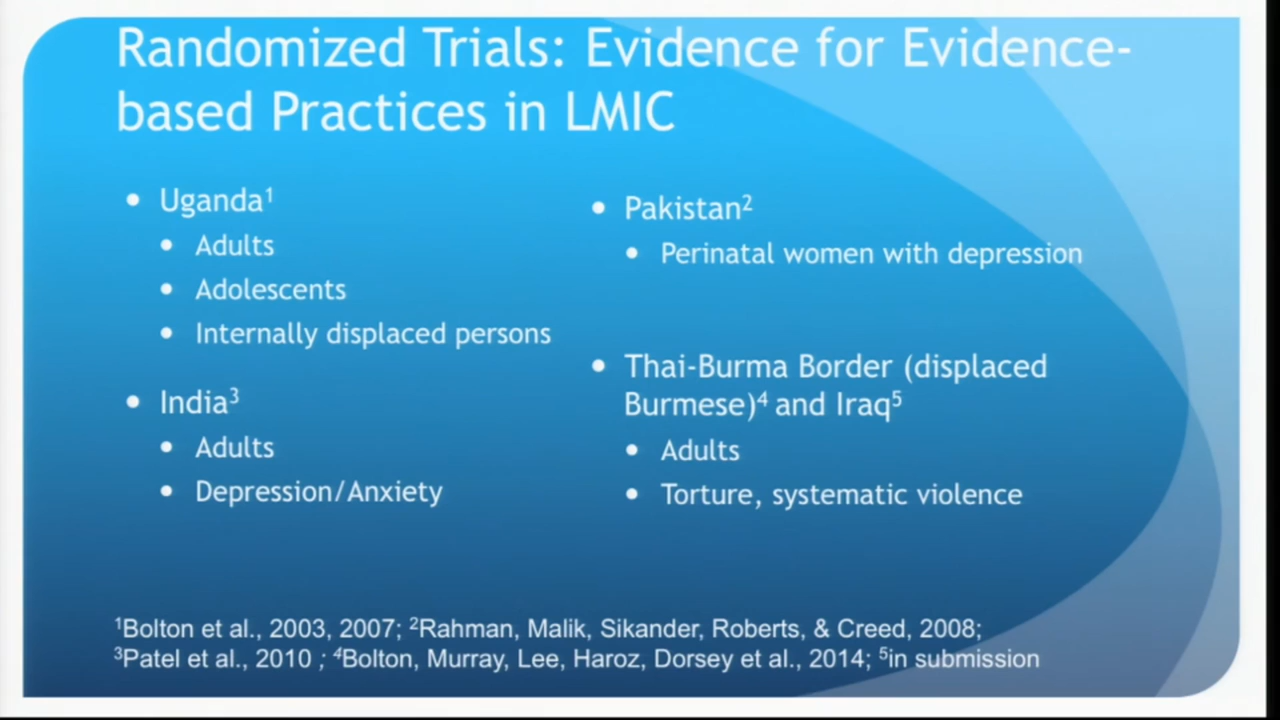 Randomized Trials: Evidence for Evidence-
based Practices in LMIC
• Uganda¹
• Adults
• Adolescents
• Internally displaced persons
• India³
• Adults
• Depression/Anxiety
• Pakistan²
• Perinatal women with depression
• Thai-Burma Border (displaced
Burmese)⁴ and Iraq⁵
• Adults
• Torture, systematic violence
¹Bolton et al., 2003, 2007; ²Rahman, Malik, Sikander, Roberts, & Creed, 2008;
³Patel et al., 2010 ; ⁴Bolton, Murray, Lee, Haroz, Dorsey et al., 2014; ⁵in submission